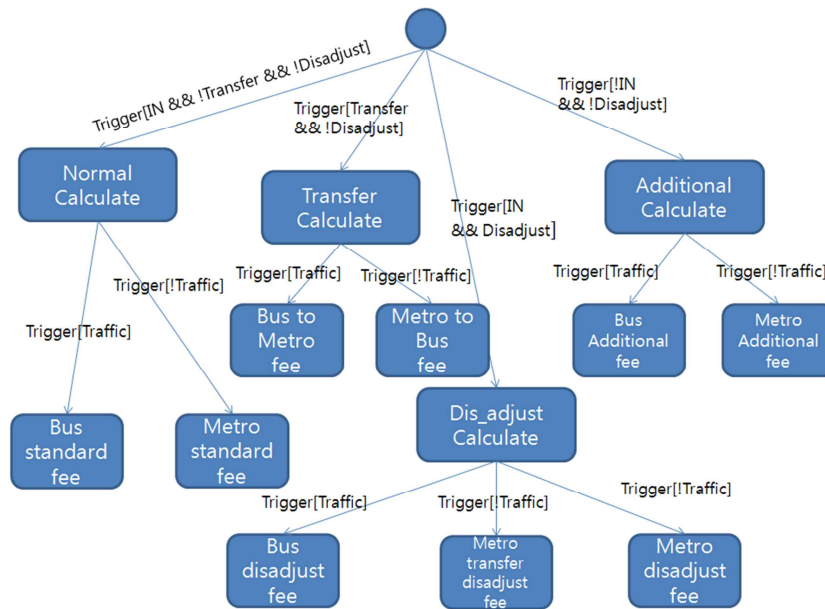 Trigger[IN && !Transfer && !Disadjust]
Trigger[Transfer
&& !Disadjust]
Trigger[!IN
&& !Disadjust]
Normal
Calculate
Transfer
Calculate
Additional
Calculate
Trigger[IN
&& Disadjust]
Trigger[Traffic]
Trigger[!Traffic]
Trigger[Traffic]
Trigger[!Traffic]
Trigger[!Traffic]
Trigger[Traffic]
Bus to
Metro
fee
Metro to
Bus
fee
Bus
Additional
fee
Metro
Additional
fee
Bus
standard
fee
Metro
standard
fee
Dis_adjust
Calculate
Trigger[Traffic]
Trigger[!Traffic]
Trigger[!Traffic]
Bus
disadjust
fee
Metro
transfer
disadjust
fee
Metro
disadjust
fee